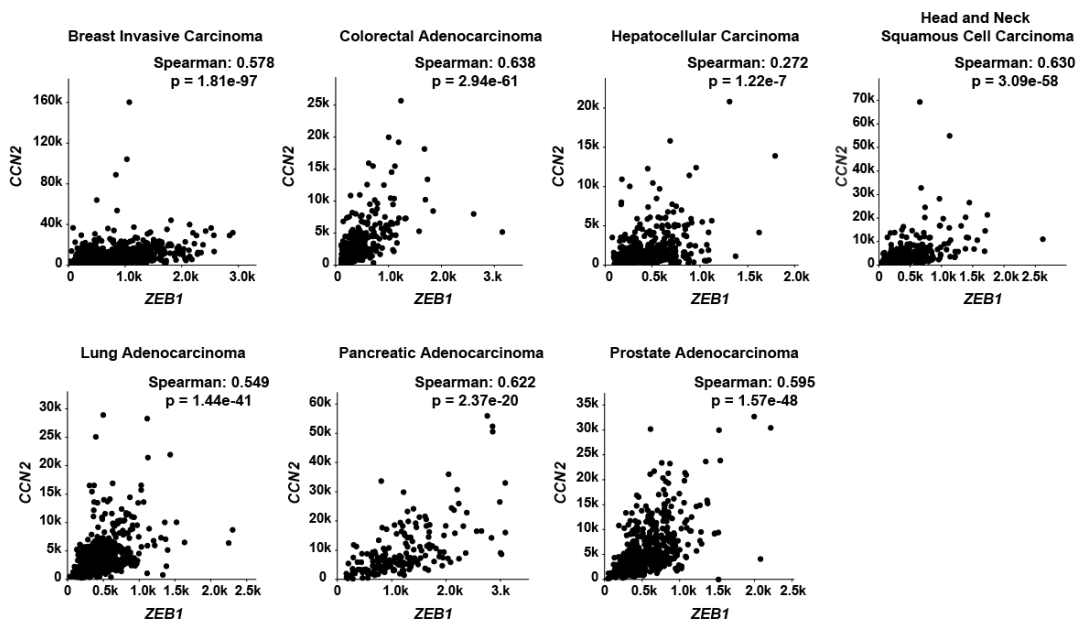 Breast Invasive Carcinoma
Spearman: 0.578
p = 1.81e-97
160k
120k
80k
40k
0
CCN2
0
1.0k
2.0k
3.0k
ZEB1
Colorectal Adenocarcinoma
Spearman: 0.638
p = 2.94e-61
25k
20k
15k
10k
5k
0
CCN2
0
1.0k
2.0k
3.0k
ZEB1
Hepatocellular Carcinoma
Spearman: 0.272
p = 1.22e-7
20k
15k
10k
5k
0
CCN2
0
0.5k
1.0k
1.5k
2.0k
ZEB1
Head and Neck
Squamous Cell Carcinoma
Spearman: 0.630
p = 3.09e-58
70k
60k
50k
40k
30k
20k
10k
0
CCN2
0
0.5k
1.0k
1.5k
2.0k
2.5k
ZEB1
Lung Adenocarcinoma
Spearman: 0.549
p = 1.44e-41
30k
25k
20k
15k
10k
5k
0
CCN2
0
0.5k
1.0k
1.5k
2.0k
2.5k
ZEB1
Pancreatic Adenocarcinoma
Spearman: 0.622
p = 2.37e-20
60k
50k
40k
30k
20k
10k
0
CCN2
0
1.0k
2.0k
3.0k
ZEB1
Prostate Adenocarcinoma
Spearman: 0.595
p = 1.57e-48
35k
30k
25k
20k
15k
10k
5k
0
CCN2
0
0.5k
1.0k
1.5k
2.0k
2.5k
ZEB1